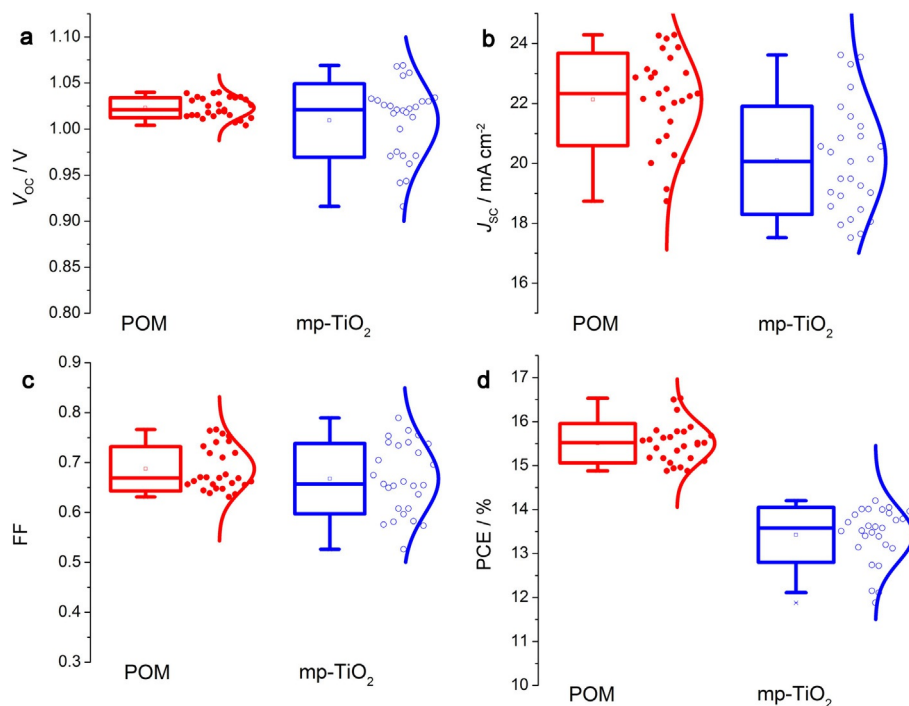 a
1.10
1.05
1.00
0.95
0.90
0.85
0.80
V_OC / V
POM
mp-TiO₂
b
24
22
20
18
16
14
J_SC / mA cm⁻²
POM
mp-TiO₂
c
0.9
0.8
0.7
0.6
0.5
0.4
0.3
FF
POM
mp-TiO₂
d
17
16
15
14
13
12
11
10
PCE / %
POM
mp-TiO₂